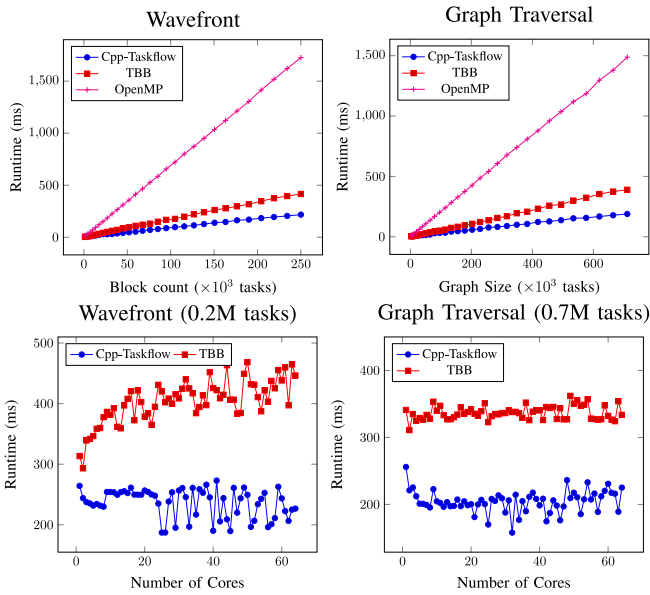 Wavefront
Cpp-Taskflow
TBB
OpenMP
1,500
1,000
500
0
Runtime (ms)
0 50 100 150 200 250
Block count (×10³ tasks)
Graph Traversal
Cpp-Taskflow
TBB
OpenMP
1,500
1,000
500
0
Runtime (ms)
0 200 400 600
Graph Size (×10³ tasks)
Wavefront (0.2M tasks)
Cpp-Taskflow TBB
500
400
300
200
Runtime (ms)
0 20 40 60
Number of Cores
Graph Traversal (0.7M tasks)
Cpp-Taskflow
TBB
400
300
200
Runtime (ms)
0 20 40 60
Number of Cores